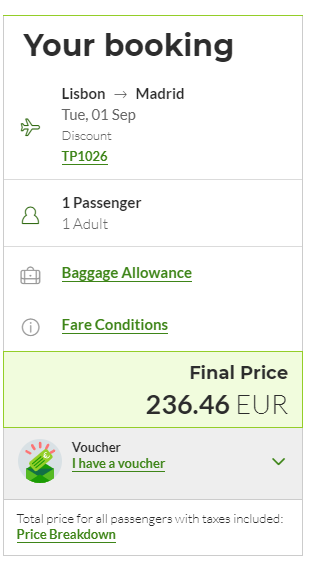 Your booking
Lisbon → Madrid
Tue, 01 Sep
Discount
TP1026
1 Passenger
1 Adult
Baggage Allowance
Fare Conditions
Final Price
236.46 EUR
Voucher
I have a voucher
Total price for all passengers with taxes included:
Price Breakdown